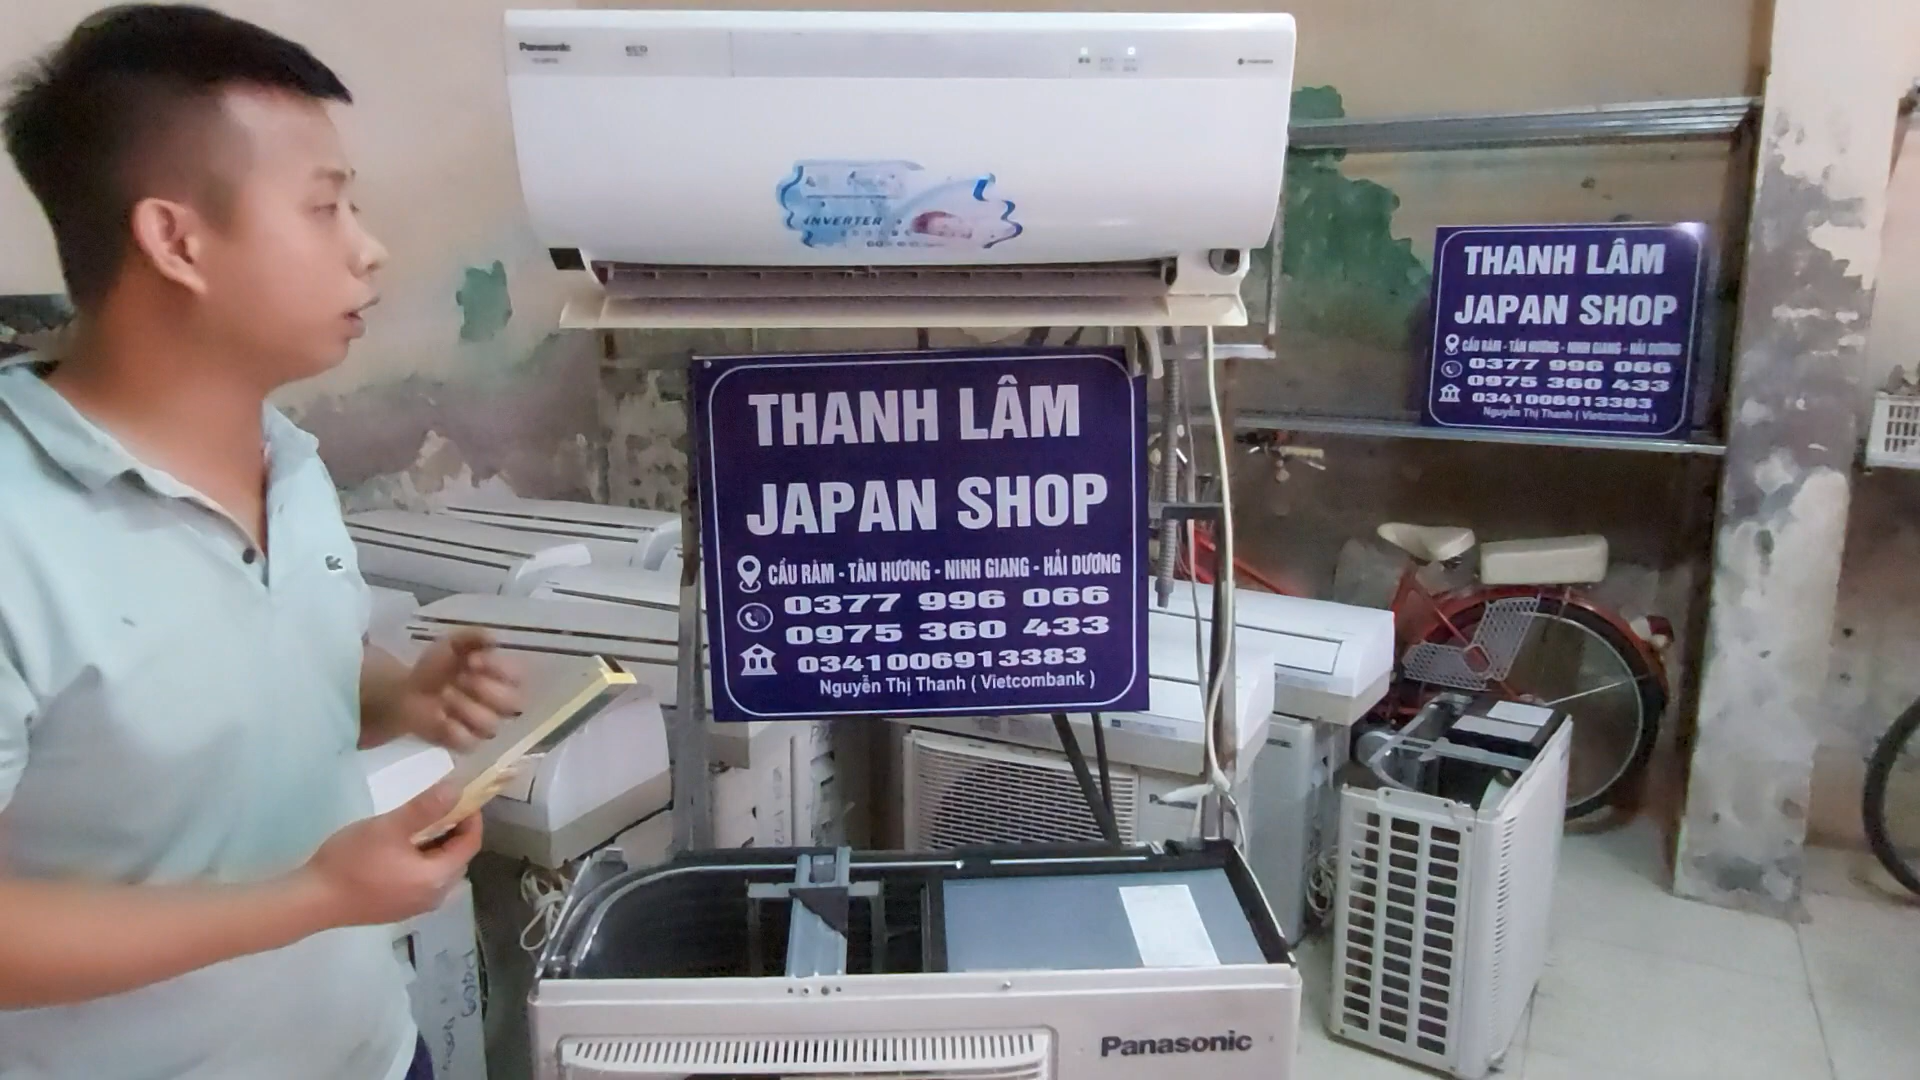 Panasonic
INVERTER
THANH LÂM
JAPAN SHOP
CẦU RÀM - TÂN HƯƠNG - NINH GIANG - HẢI DƯƠNG
0377 996 066
0975 360 433
0341006913383
Nguyễn Thị Thanh ( Vietcombank )
THANH LÂM
JAPAN SHOP
CẦU RÀM - TÂN HƯƠNG - NINH GIANG - HẢI DƯƠNG
0377 996 066
0975 360 433
0341006913383
Nguyễn Thị Thanh ( Vietcombank )
Panasonic